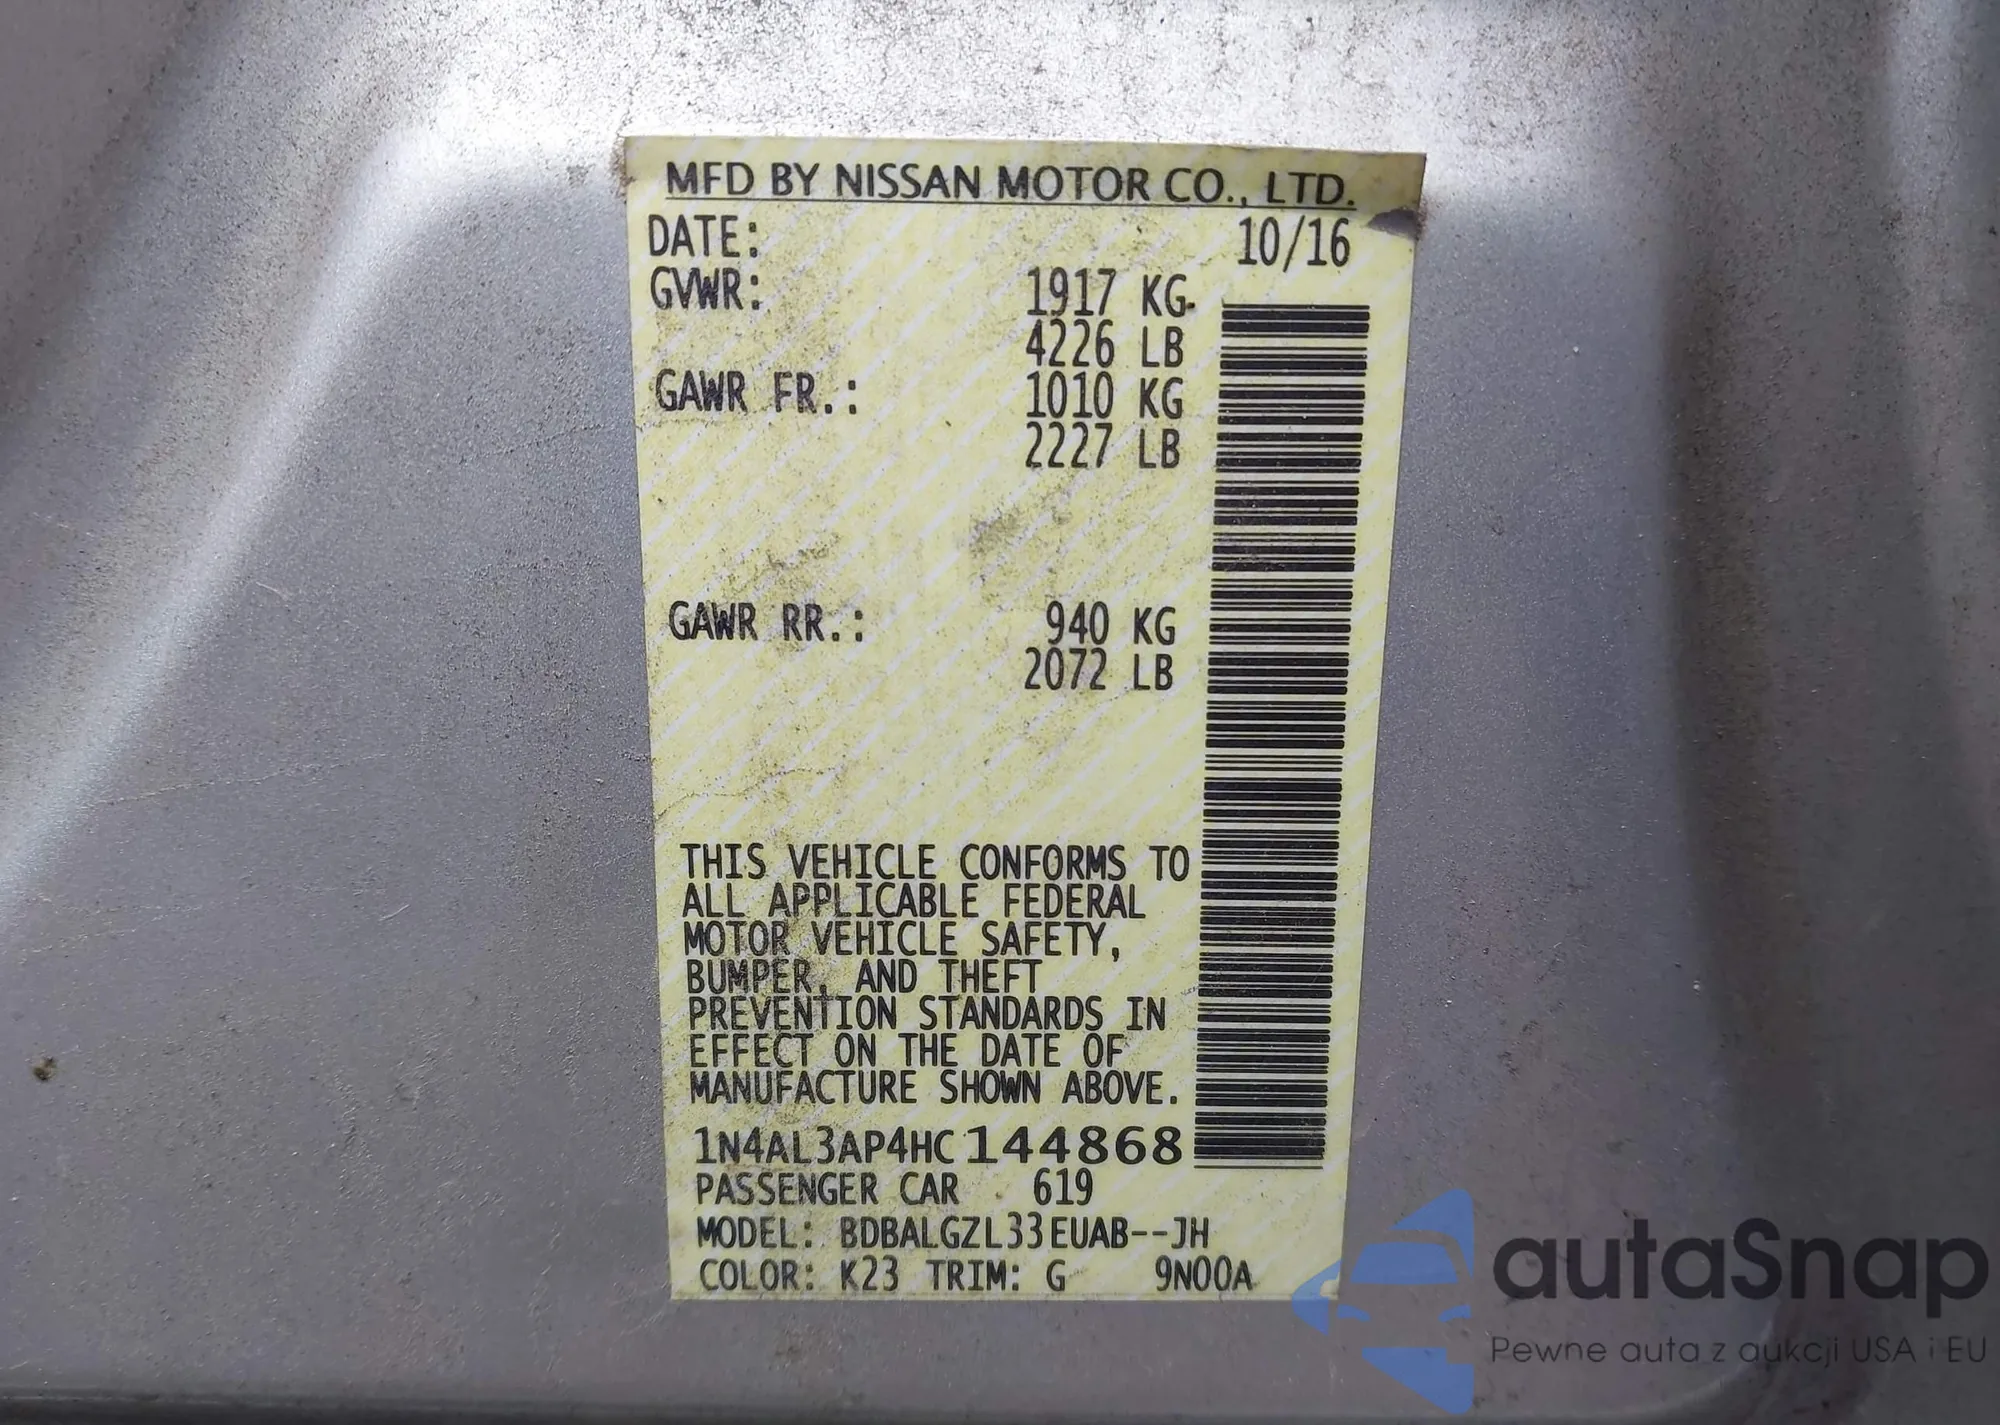 MFD BY NISSAN MOTOR CO., LTD.
DATE: 10/16
GVWR: 1917 KG
4226 LB
GAWR FR.: 1010 KG
2227 LB
GAWR RR.: 940 KG
2072 LB
THIS VEHICLE CONFORMS TO
ALL APPLICABLE FEDERAL
MOTOR VEHICLE SAFETY,
BUMPER, AND THEFT
PREVENTION STANDARDS IN
EFFECT ON THE DATE OF
MANUFACTURE SHOWN ABOVE.
1N4AL3AP4HC144868
PASSENGER CAR 619
MODEL: BDBALGZL33EUAB--JH
COLOR: K23 TRIM: G 9N00A
autaSnap
Pewne auta z aukcji USA i EU